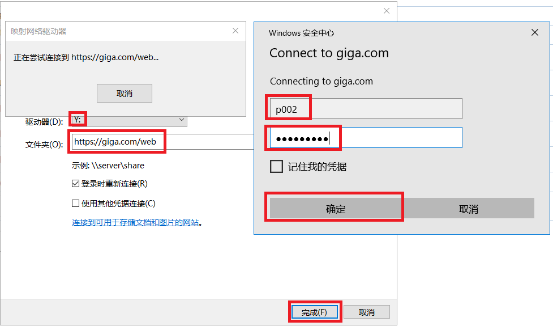 映射网络驱动器
正在尝试连接到 https://giga.com/web...
取消
驱动器(D):
Y:
文件夹(O):
https://giga.com/web
示例: \\server\share
登录时重新连接(R)
使用其他凭据连接(C)
连接到可用于存储文档和图片的网站。
完成(F)
取消
Windows 安全中心
Connect to giga.com
Connecting to giga.com
p002
●●●●●●●●●
记住我的凭据
确定
取消